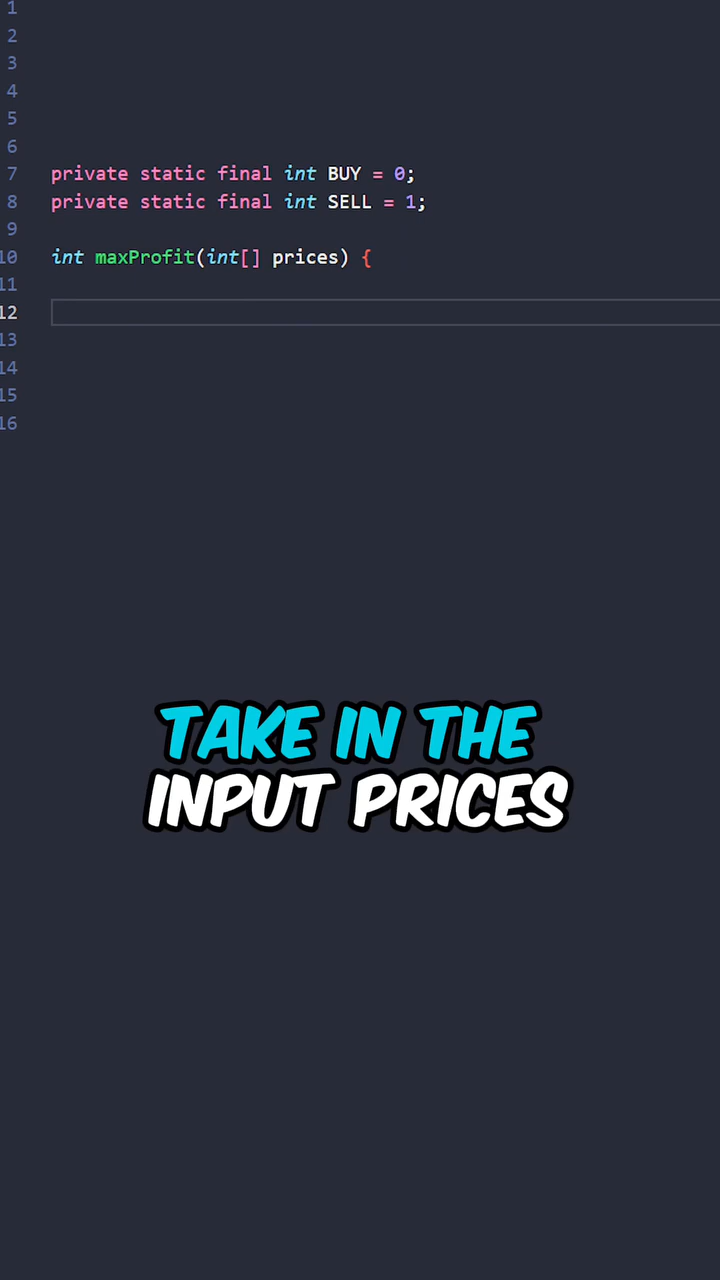 1
2
3
4
5
6
7 private static final int BUY = 0;
8 private static final int SELL = 1;
9
10 int maxProfit(int[] prices) {
11
12
13
14
15
16
TAKE IN THE
INPUT PRICES